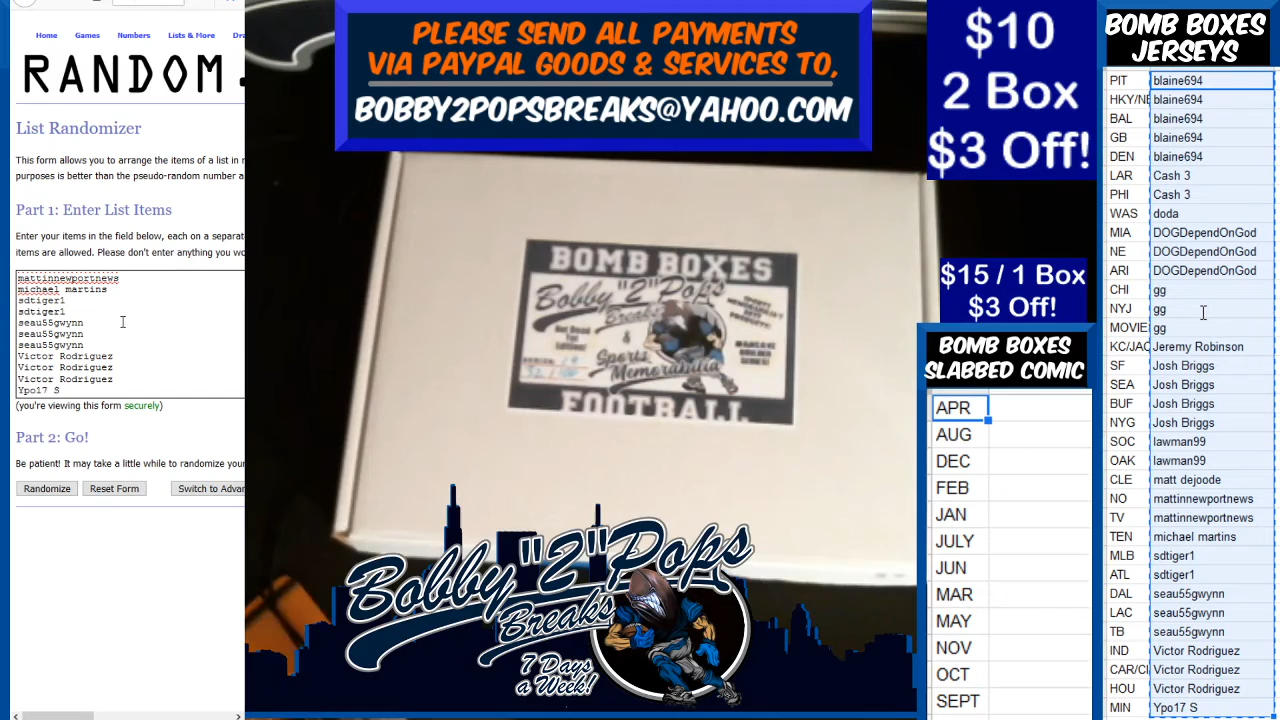 Home Games Numbers Lists & More
RANDOM
List Randomizer
This form allows you to arrange the items of a list in
purposes is better than the pseudo-random number
Part 1: Enter List Items
Enter your items in the field below, each on a
items are allowed. Please don't enter anything you
mattinnewportnews
michael martins
sdtiger1
sdtiger1
seau55gwynn
seau55gwynn
seau55gwynn
Victor Rodriguez
Victor Rodriguez
Victor Rodriguez
Ypo17 S
(you're viewing this form securely)
Part 2: Go!
Be patient! It may take a little while to randomize
Randomize Reset Form Switch to
PLEASE SEND ALL PAYMENTS
VIA PAYPAL GOODS & SERVICES TO,
BOBBY2POPSBREAKS@YAHOO.COM
BOMB BOXES
Bobby "2" Pops
Breaks
&
Sports
Memorabilia
FOOTBALL
Bobby "2" Pops
Breaks
7 Days
a Week!
$10
2 Box
$3 Off!
$15 / 1 Box
$3 Off!
BOMB BOXES
SLABBED COMIC
APR
AUG
DEC
FEB
JAN
JULY
JUN
MAR
MAY
NOV
OCT
SEPT
BOMB BOXES
JERSEYS
PIT blaine694
HKY/NE blaine694
BAL blaine694
GB blaine694
DEN blaine694
LAR Cash 3
PHI Cash 3
WAS doda
MIA DOGDependOnGod
NE DOGDependOnGod
ARI DOGDependOnGod
CHI gg
NYJ gg
MOVIE gg
KC/JAC Jeremy Robinson
SF Josh Briggs
SEA Josh Briggs
BUF Josh Briggs
NYG Josh Briggs
SOC lawman99
OAK lawman99
CLE matt dejoode
NO mattinnewportnews
TV mattinnewportnews
TEN michael martins
MLB sdtiger1
ATL sdtiger1
DAL seau55gwynn
LAC seau55gwynn
TB seau55gwynn
IND Victor Rodriguez
CAR/CI Victor Rodriguez
HOU Victor Rodriguez
MIN Ypo17 S